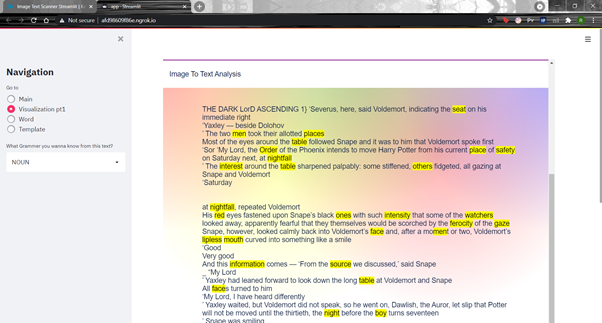 Image Text Scanner Streamlit |
app · Streamlit
Not secure | afd98609f86e.ngrok.io
Navigation
Go to
Main
Visualization pt1
Word
Template
What Grammer you wanna know from this text?
NOUN
Image To Text Analysis
THE DARK LorD ASCENDING 1} 'Severus, here, said Voldemort, indicating the seat on his
immediate right
'Yaxley — beside Dolohov
` The two men took their allotted places
Most of the eyears around the table followed Snape and it was to him that Voldemort spoke first
'Sor 'My Lord, the Order of the Phoenix intends to move Harry Potter from his current place of safety
on Saturday next, at nightfall
` The interest around the table sharpened palpably: some stiffened, others fidgeted, all gazing at
Snape and Voldemort
'Saturday
at nightfall, repeated Voldemort
His red eyes fastened upon Snape's black ones with such intensity that some of the watchers
looked away, apparently fearful that they themselves would be scorched by the ferocity of the gaze
Snape, however, looked calmly back into Voldemort's face and, after a moment or two, Voldemort's
lipless mouth curved into something like a smile
'Good
Very good
And this information comes — 'From the source we discussed,' said Snape
_ 'My Lord
` Yaxley had leaned forward to look down the long table at Voldemort and Snape
All faces turned to him
'My Lord, I have heard differently
` Yaxley waited, but Voldemort did not speak, so he went on, Dawlish, the Auror, let slip that Potter
will not be moved until the thirtieth, the night before the boy turns seventeen
` Snape was smiling